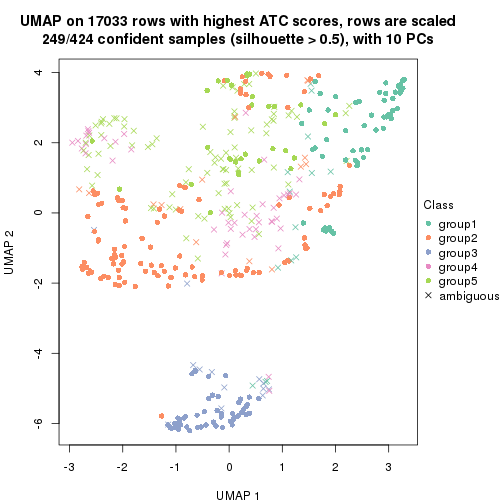 UMAP on 17033 rows with highest ATC scores, rows are scaled
249/424 confident samples (silhouette > 0.5), with 10 PCs
4
2
0
-2
-4
-6
UMAP 2
-3
-2
-1
0
1
2
3
UMAP 1
Class
group1
group2
group3
group4
group5
ambiguous